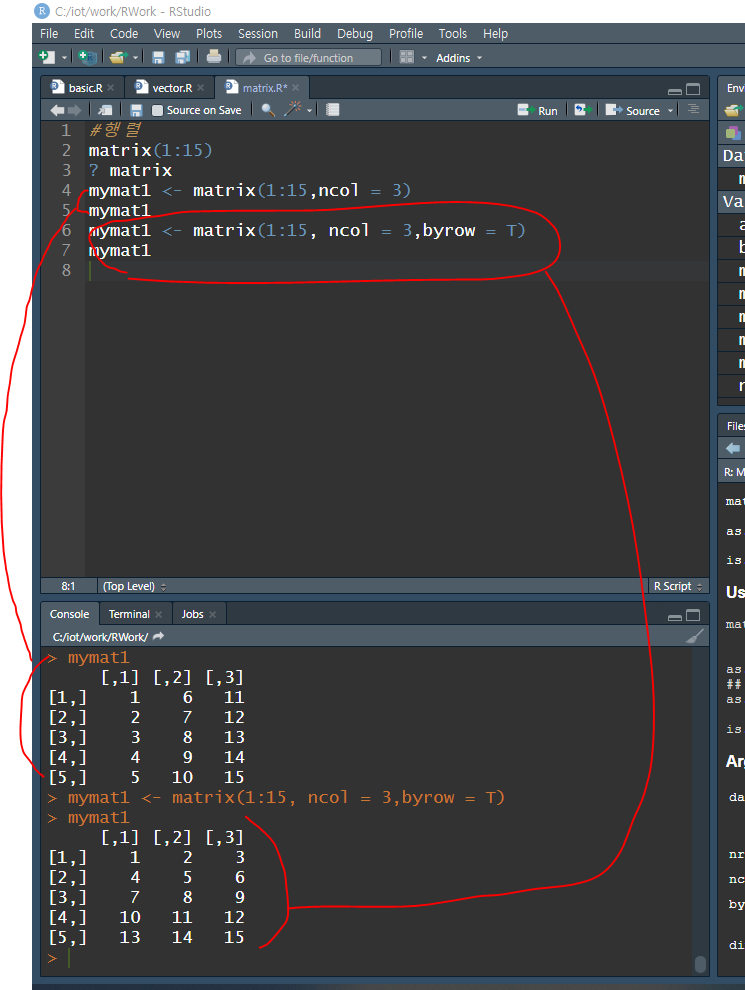 C:/iot/work/RWork - RStudio
File Edit Code View Plots Session Build Debug Profile Tools Help
Go to file/function Addins
basic.R vector.R matrix.R* Env
Source on Save Run Source
1 #행렬
2 matrix(1:15)
3 ? matrix
4 mymat1 <- matrix(1:15,ncol = 3)
5 mymat1
6 mymat1 <- matrix(1:15, ncol = 3,byrow = T)
7 mymat1
8
Da
m
Va
a
b
m
m
m
m
m
r
8:1 (Top Level) R Script
Console Terminal Jobs
C:/iot/work/RWork/
> mymat1
[,1] [,2] [,3]
[1,] 1 6 11
[2,] 2 7 12
[3,] 3 8 13
[4,] 4 9 14
[5,] 5 10 15
> mymat1 <- matrix(1:15, ncol = 3,byrow = T)
> mymat1
[,1] [,2] [,3]
[1,] 1 2 3
[2,] 4 5 6
[3,] 7 8 9
[4,] 10 11 12
[5,] 13 14 15
>
Files
R: M
mat
as
is
Us
mat
as
##
as
is
Arg
da
nr
nc
by
di